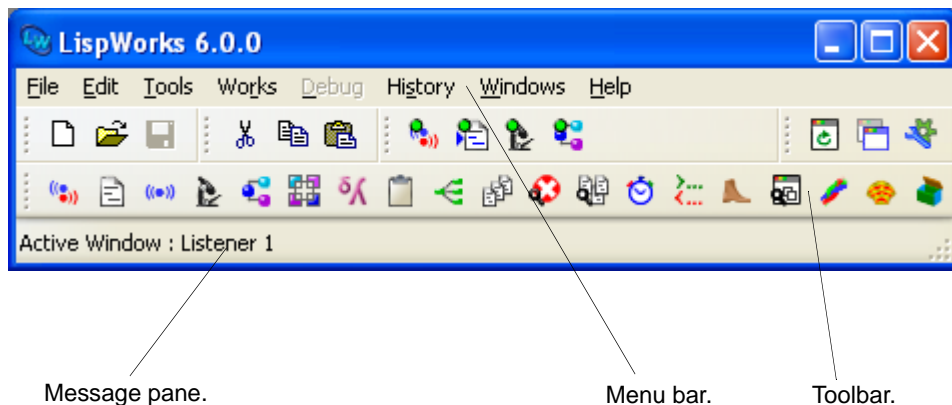 LispWorks 6.0.0
File Edit Tools Works Debug History Windows Help
Active Window : Listener 1
Message pane. Menu bar. Toolbar.